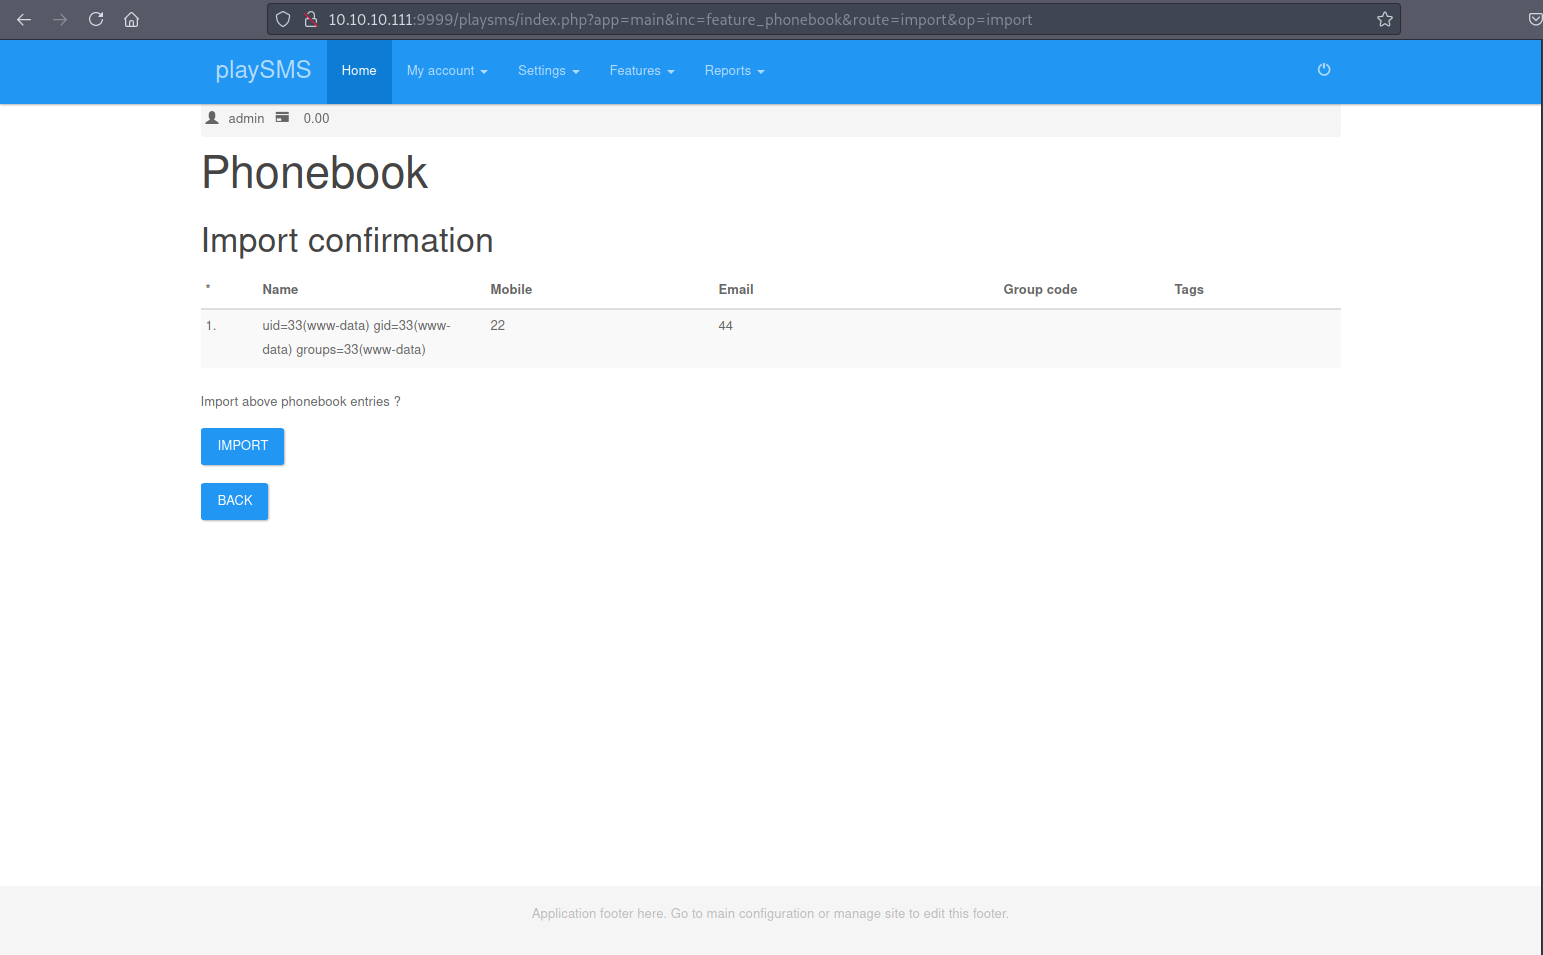 10.10.10.111:9999/playsms/index.php?app=main&inc=feature_phonebook&route=import&op=import
playSMS Home My account Settings Features Reports
admin 0.00
Phonebook
Import confirmation
* Name Mobile Email Group code Tags
1. uid=33(www-data) gid=33(www- 22 44
data) groups=33(www-data)
Import above phonebook entries ?
IMPORT
BACK
Application footer here. Go to main configuration or manage site to edit this footer.